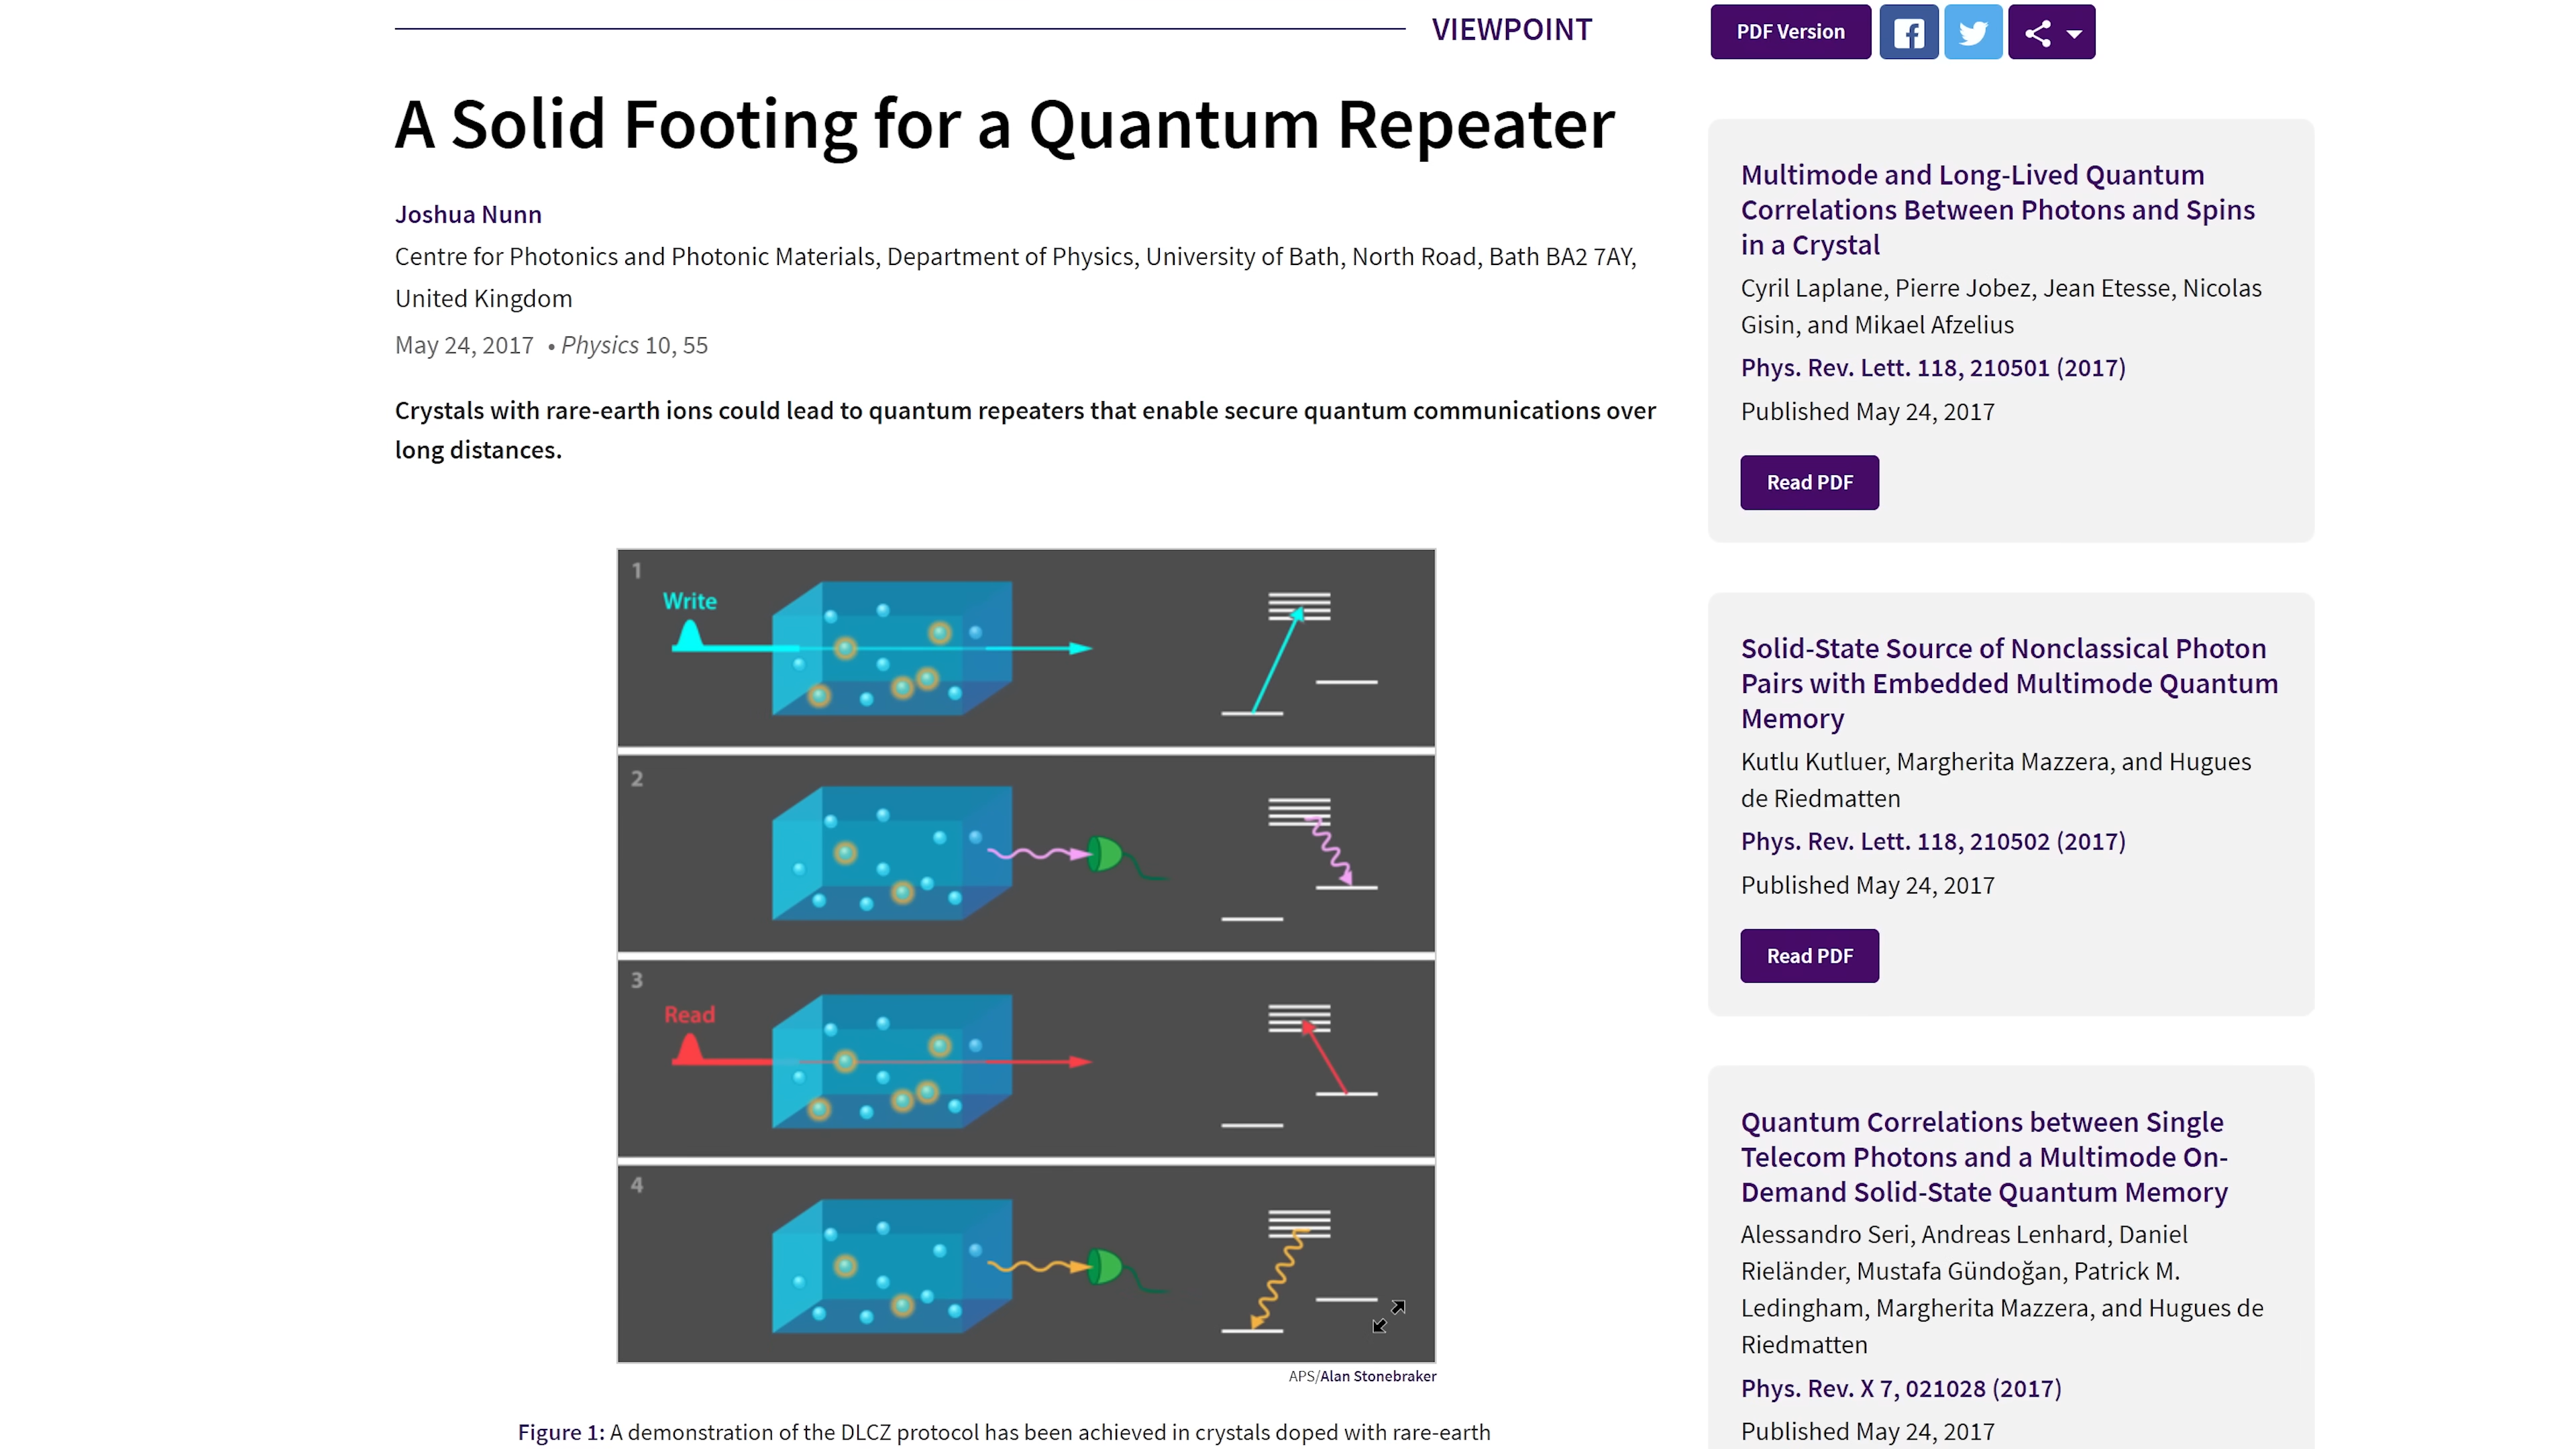 VIEWPOINT
A Solid Footing for a Quantum Repeater
Joshua Nunn
Centre for Photonics and Photonic Materials, Department of Physics, University of Bath, North Road, Bath BA2 7AY,
United Kingdom
May 24, 2017 • Physics 10, 55
Crystals with rare-earth ions could lead to quantum repeaters that enable secure quantum communications over
long distances.
1
Write
2
3
Read
4
APS/Alan Stonebraker
Figure 1: A demonstration of the DLCZ protocol has been achieved in crystals doped with rare-earth
PDF Version
Multimode and Long-Lived Quantum
Correlations Between Photons and Spins
in a Crystal
Cyril Laplane, Pierre Jobez, Jean Etesse, Nicolas
Gisin, and Mikael Afzelius
Phys. Rev. Lett. 118, 210501 (2017)
Published May 24, 2017
Read PDF
Solid-State Source of Nonclassical Photon
Pairs with Embedded Multimode Quantum
Memory
Kutlu Kutluer, Margherita Mazzera, and Hugues
de Riedmatten
Phys. Rev. Lett. 118, 210502 (2017)
Published May 24, 2017
Read PDF
Quantum Correlations between Single
Telecom Photons and a Multimode On-
Demand Solid-State Quantum Memory
Alessandro Seri, Andreas Lenhard, Daniel
Rieländer, Mustafa Gündoğan, Patrick M.
Ledingham, Margherita Mazzera, and Hugues de
Riedmatten
Phys. Rev. X 7, 021028 (2017)
Published May 24, 2017